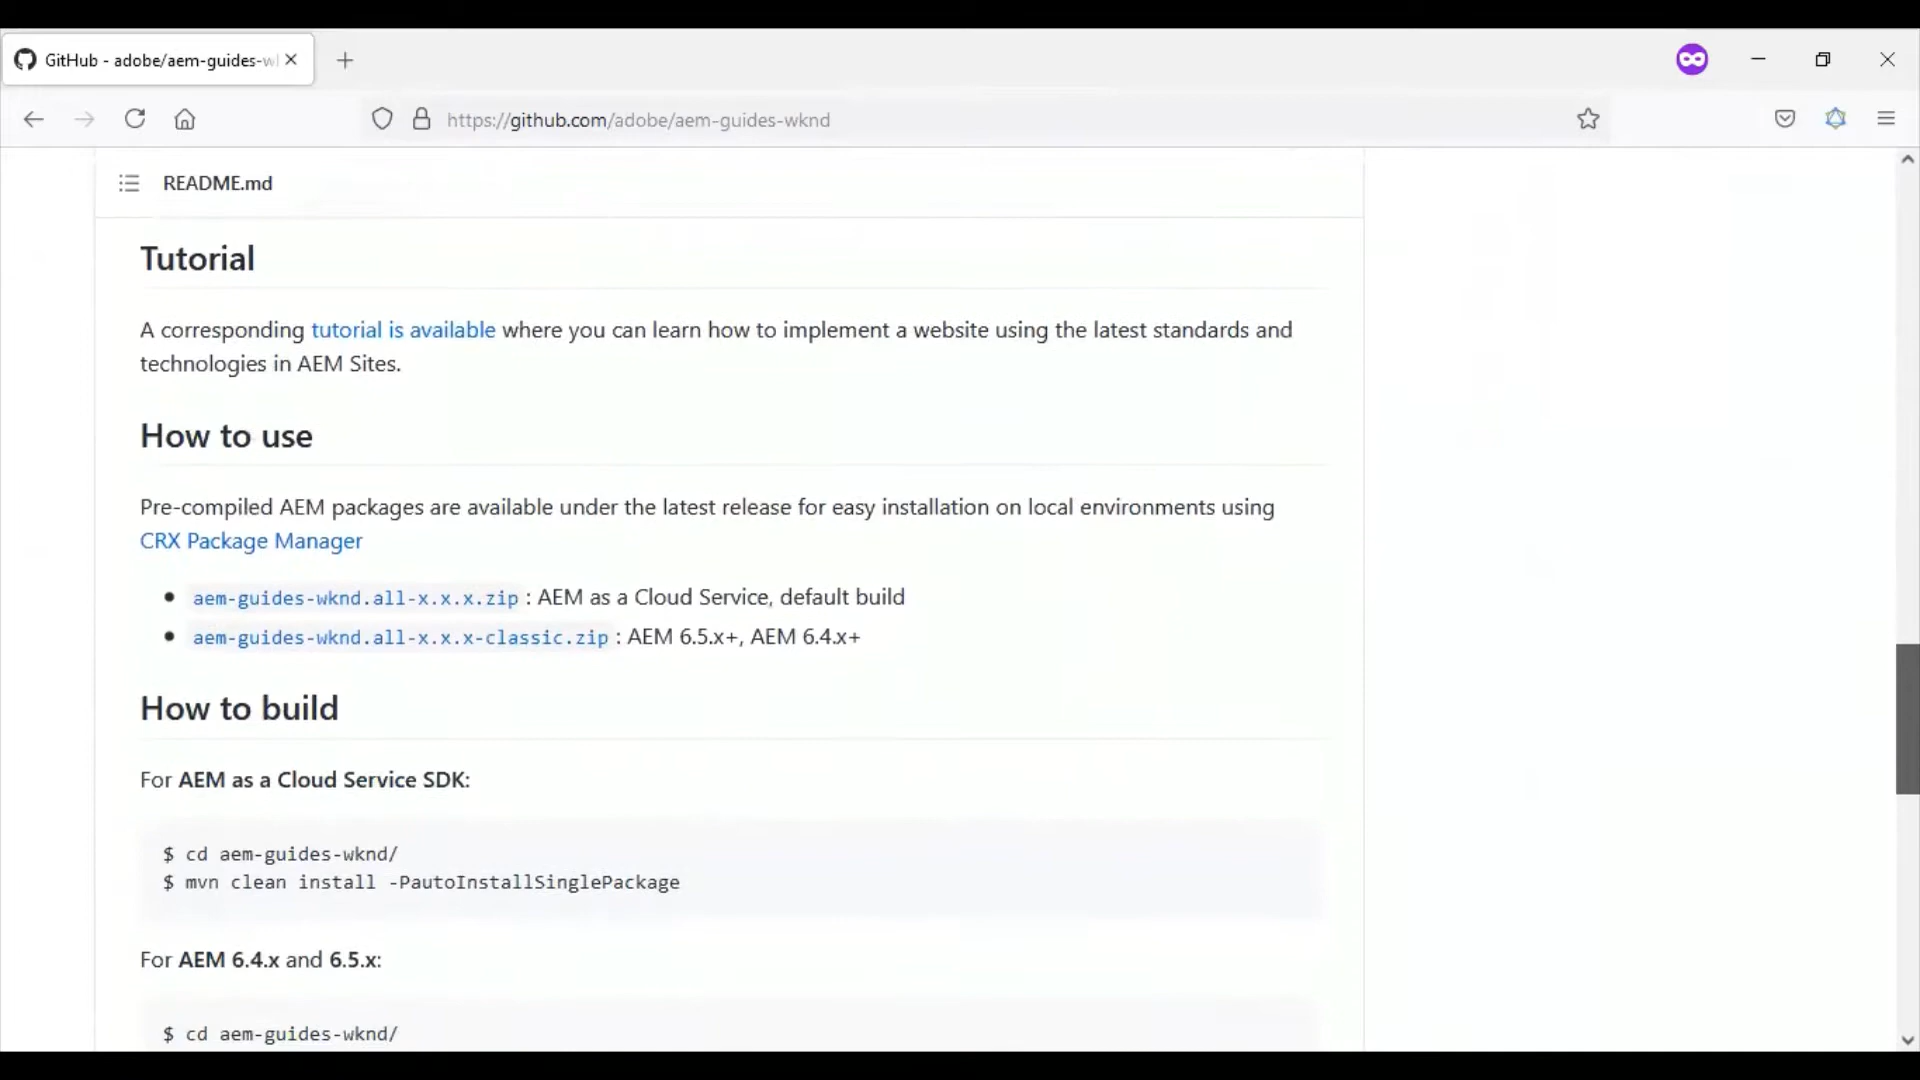 GitHub - adobe/aem-guides-w
https://github.com/adobe/aem-guides-wknd
README.md
Tutorial
A corresponding tutorial is available where you can learn how to implement a website using the latest standards and
technologies in AEM Sites.
How to use
Pre-compiled AEM packages are available under the latest release for easy installation on local environments using
CRX Package Manager
aem-guides-wknd.all-x.x.x.zip : AEM as a Cloud Service, default build
aem-guides-wknd.all-x.x.x-classic.zip : AEM 6.5.x+, AEM 6.4.x+
How to build
For AEM as a Cloud Service SDK:
$ cd aem-guides-wknd/
$ mvn clean install -PautoInstallSinglePackage
For AEM 6.4.x and 6.5.x:
$ cd aem-guides-wknd/